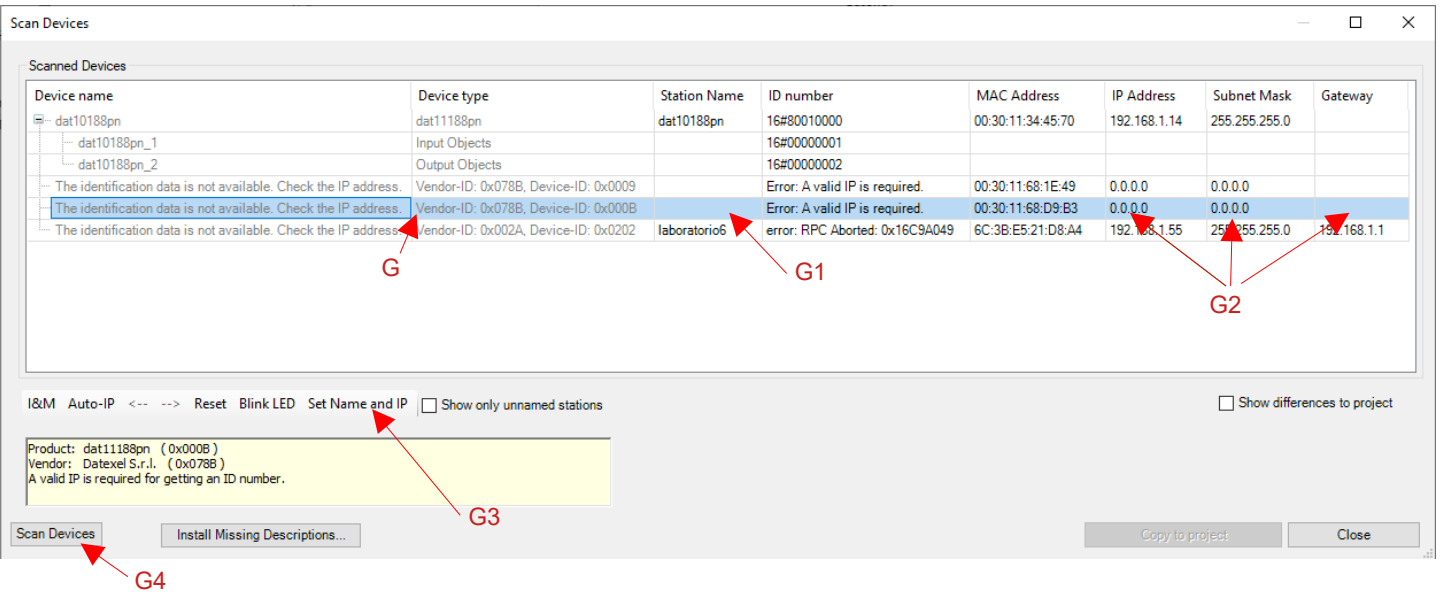 Scan Devices
Scanned Devices
Device name Device type Station Name ID number MAC Address IP Address Subnet Mask Gateway
dat10188pn dat11188pn dat10188pn 16#80010000 00:30:11:34:45:70 192.168.1.14 255.255.255.0
dat10188pn_1 Input Objects 16#00000001
dat10188pn_2 Output Objects 16#00000002
The identification data is not available. Check the IP address. Vendor-ID: 0x078B, Device-ID: 0x0009 Error: A valid IP is required. 00:30:11:68:1E:49 0.0.0.0 0.0.0.0
The identification data is not available. Check the IP address. Vendor-ID: 0x078B, Device-ID: 0x000B Error: A valid IP is required. 00:30:11:68:D9:B3 0.0.0.0 0.0.0.0
The identification data is not available. Check the IP address. Vendor-ID: 0x002A, Device-ID: 0x0202 laboratorio6 error: RPC Aborted: 0x16C9A049 6C:3B:E5:21:D8:A4 192.168.1.55 255.255.255.0 192.168.1.1
G
G1
G2
I&M Auto-IP <-- --> Reset Blink LED Set Name and IP Show only unnamed stations Show differences to project
Product: dat11188pn (0x000B)
Vendor: Datexel S.r.l. (0x078B)
A valid IP is required for getting an ID number.
G3
Scan Devices Install Missing Descriptions... Copy to project Close
G4